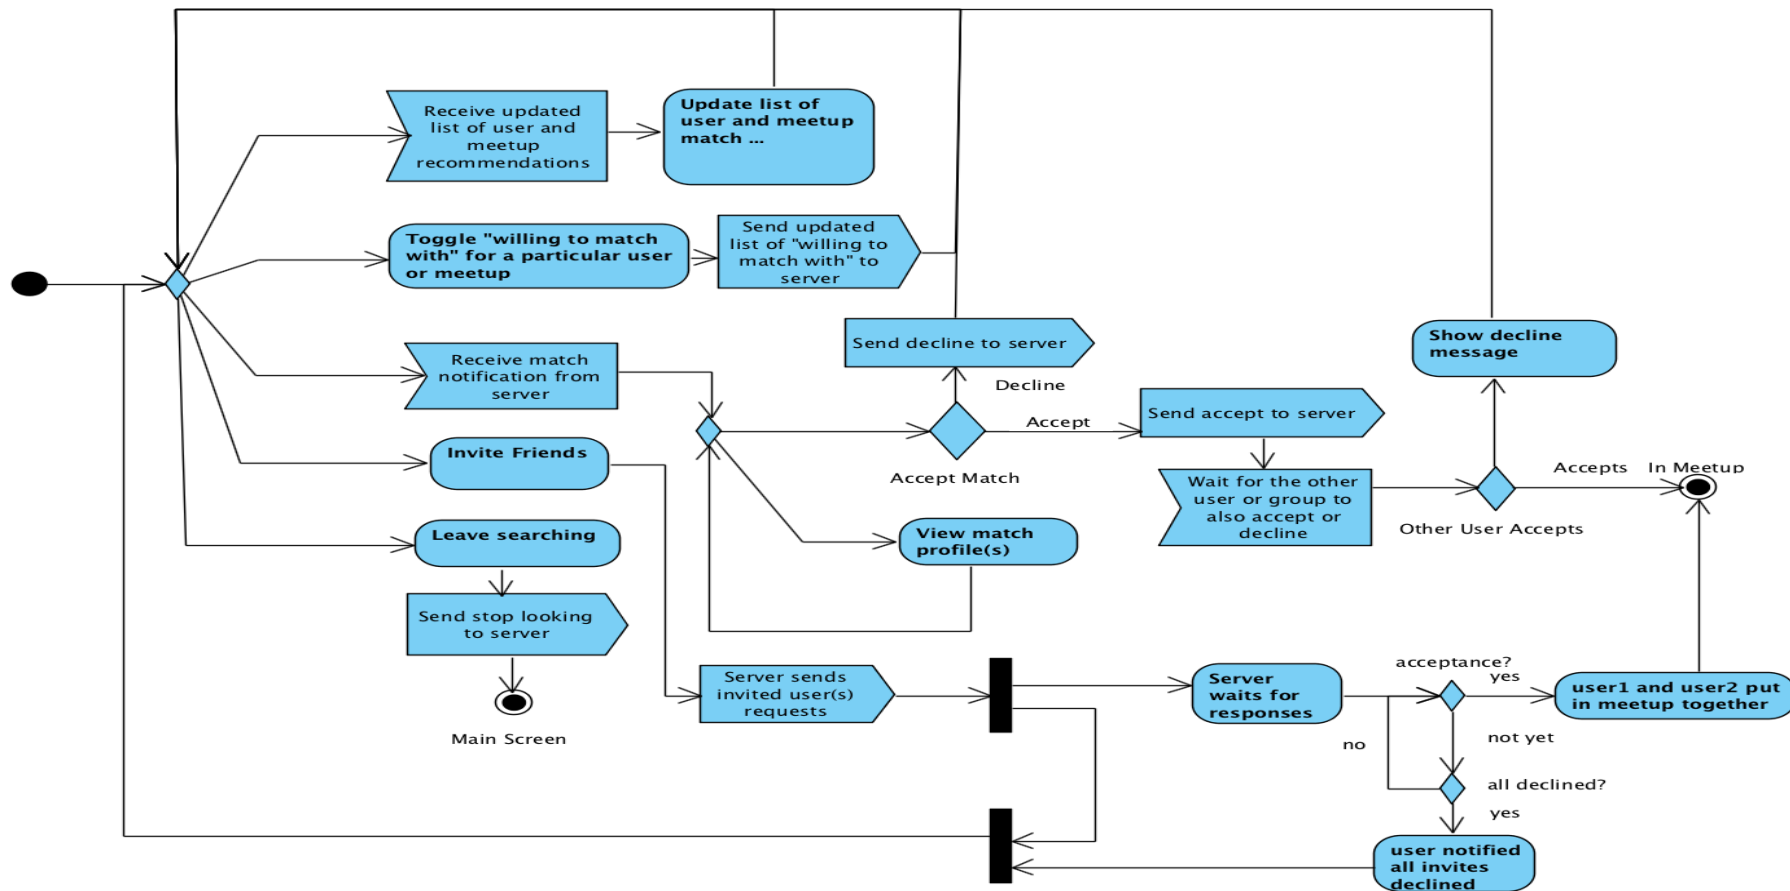 Receive updated
list of user and
meetup
recommendations
Update list of
user and meetup
match ...
Toggle "willing to match
with" for a particular user
or meetup
Send updated
list of "willing to
match with" to
server
Receive match
notification from
server
Send decline to server
Decline
Show decline
message
Send accept to server
Accept
Accept Match
Invite Friends
Wait for the other
user or group to
also accept or
decline
Accepts
In Meetup
Other User Accepts
Leave searching
View match
profile(s)
Send stop looking
to server
Main Screen
Server sends
invited user(s)
requests
Server
waits for
responses
acceptance?
yes
user1 and user2 put
in meetup together
no
not yet
all declined?
yes
user notified
all invites
declined